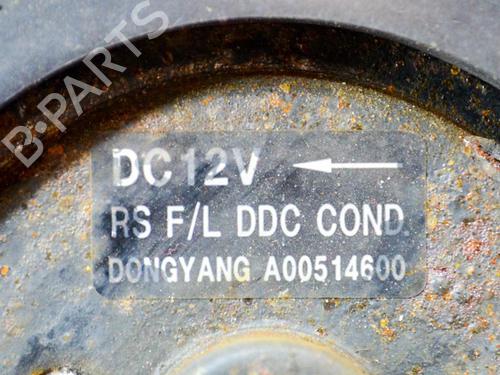 B-PARTS
DC12V ←
RS F/L DDC COND.
DONGYANG A00514600